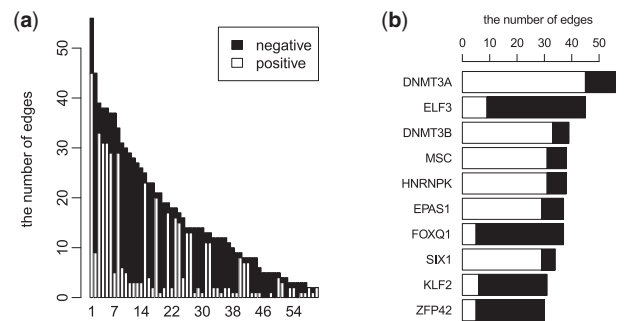 (a)
negative
positive
the number of edges
0 10 20 30 40 50
1 7 14 22 30 38 46 54
(b)
the number of edges
0 10 20 30 40 50
DNMT3A
ELF3
DNMT3B
MSC
HNRNPK
EPAS1
FOXQ1
SIX1
KLF2
ZFP42